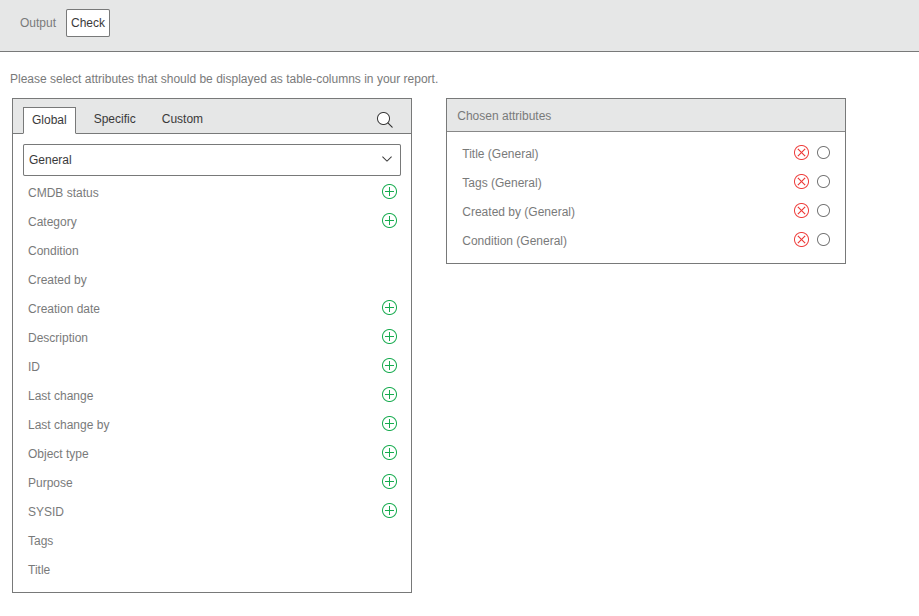 Output Check
Please select attributes that should be displayed as table-columns in your report.
Global Specific Custom
General
CMDB status
Category
Condition
Created by
Creation date
Description
ID
Last change
Last change by
Object type
Purpose
SYSID
Tags
Title
Chosen attributes
Title (General)
Tags (General)
Created by (General)
Condition (General)